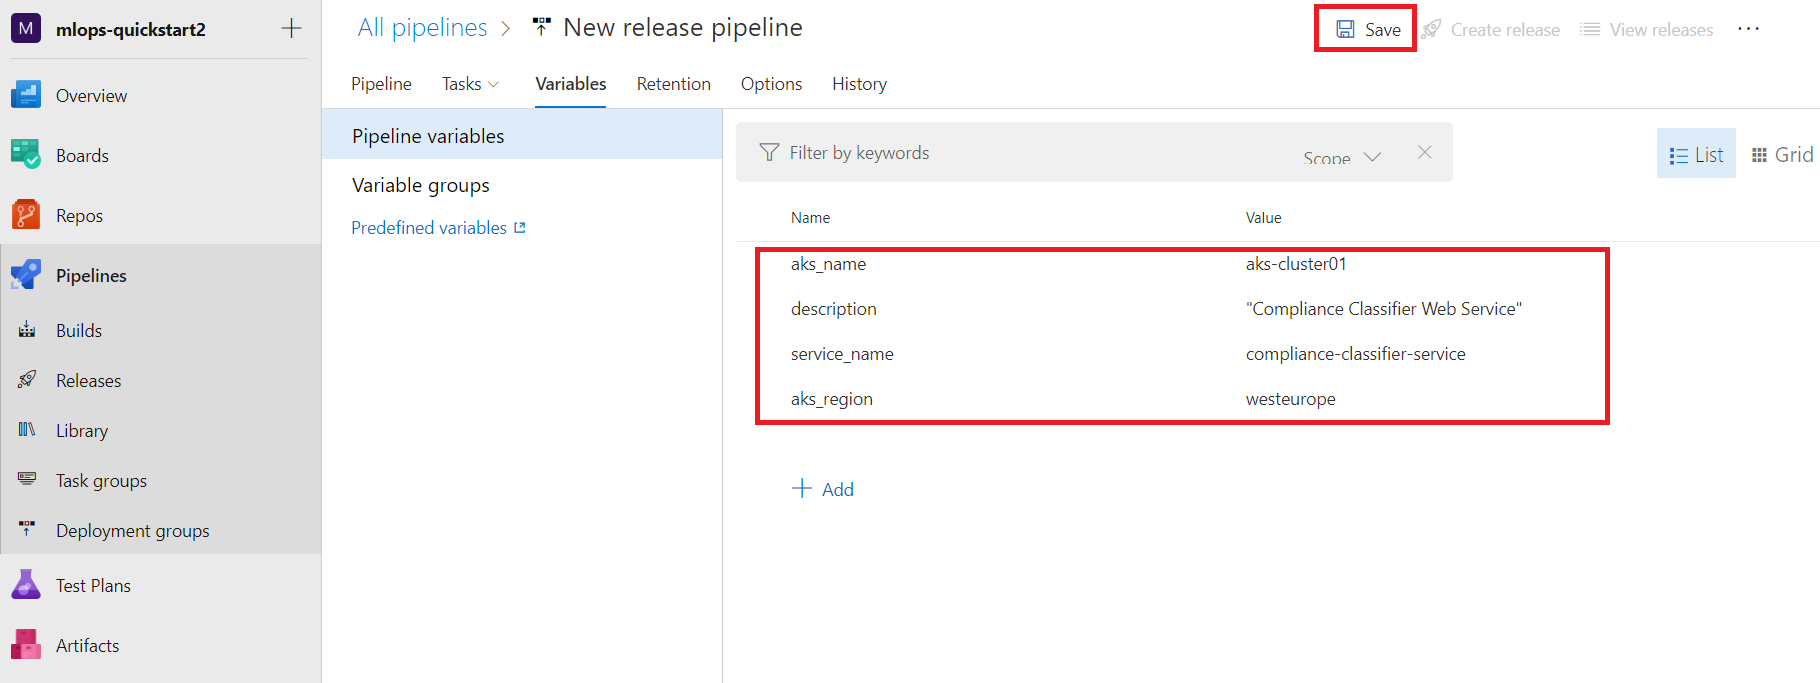 M mlops-quickstart2
Overview
Boards
Repos
Pipelines
Builds
Releases
Library
Task groups
Deployment groups
Test Plans
Artifacts
All pipelines > New release pipeline
Save Create release View releases ...
Pipeline Tasks Variables Retention Options History
Pipeline variables
Variable groups
Predefined variables
Filter by keywords Scope
List Grid
Name Value
aks_name aks-cluster01
description "Compliance Classifier Web Service"
service_name compliance-classifier-service
aks_region westeurope
+ Add